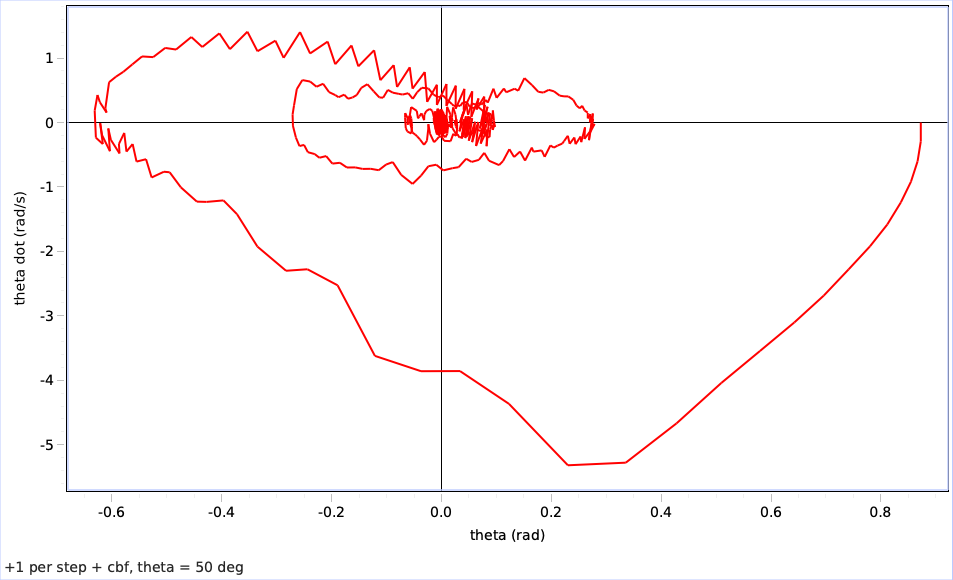 theta dot (rad/s)
1
0
-1
-2
-3
-4
-5
-0.6 -0.4 -0.2 0.0 0.2 0.4 0.6 0.8
theta (rad)
+1 per step + cbf, theta = 50 deg